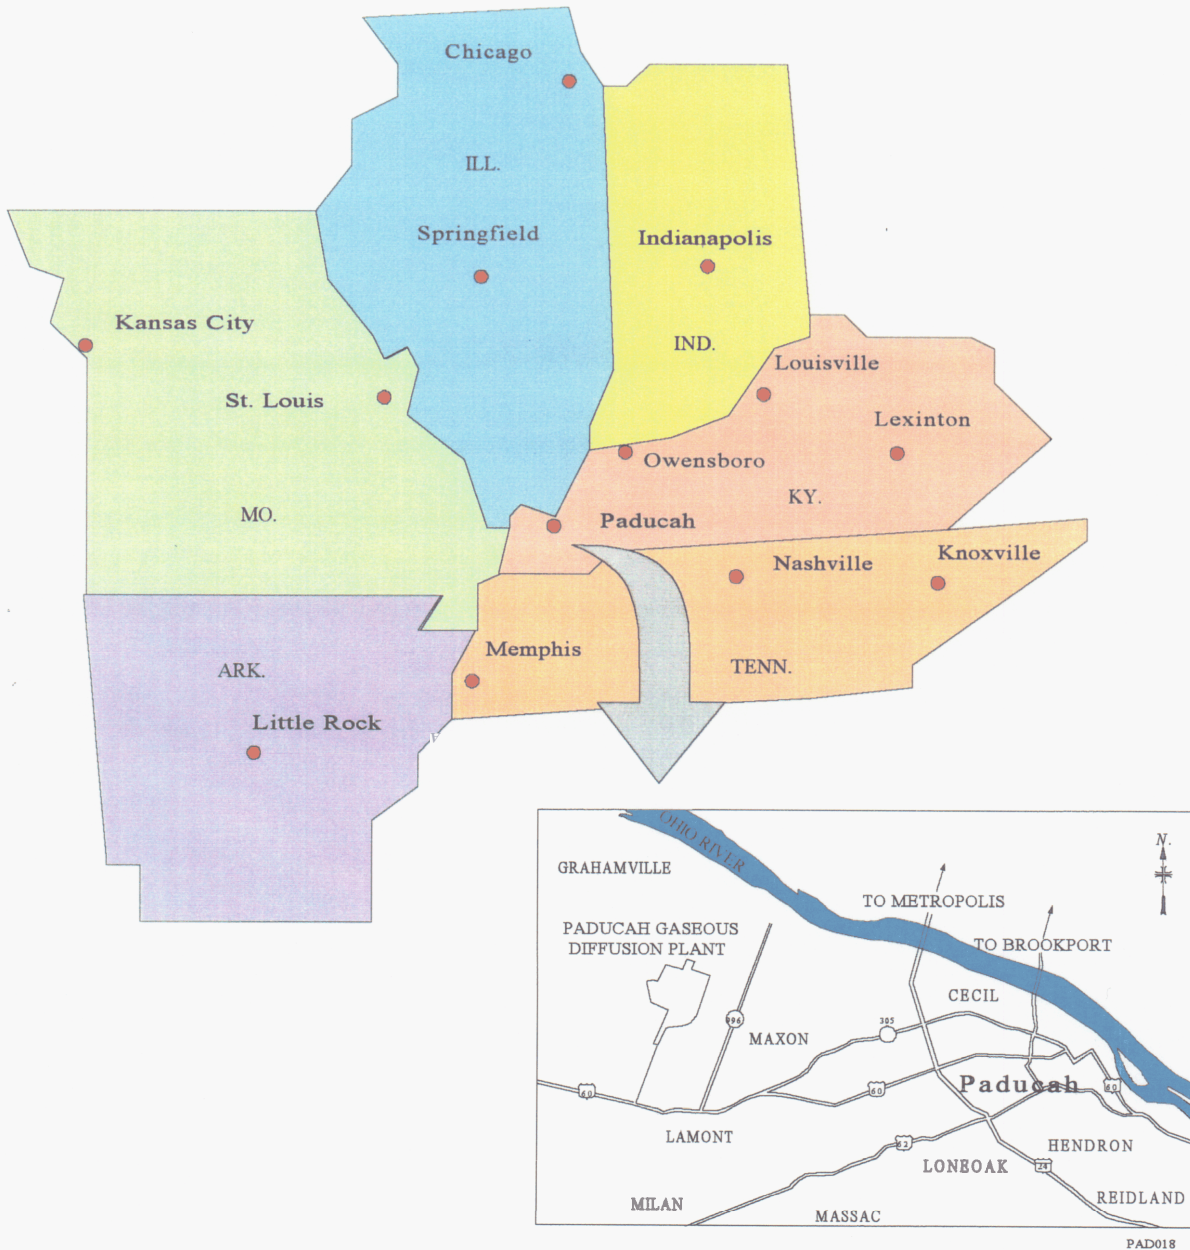 Chicago
ILL.
Springfield
Indianapolis
Kansas City
IND.
Louisville
St. Louis
Lexinton
Owensboro
KY.
MO.
Paducah
Nashville
Knoxville
Memphis
TENN.
ARK.
Little Rock
OHIO RIVER
N.
GRAHAMVILLE
TO METROPOLIS
PADUCAH GASEOUS
DIFFUSION PLANT
TO BROOKPORT
CECIL
996
305
MAXON
60
60
Paducah
60
LAMONT
62
HENDRON
LONEOAK
24
MILAN
REIDLAND
MASSAC
PAD018